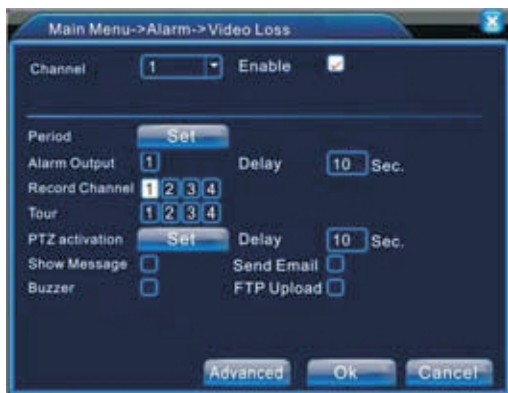 Main Menu->Alarm->Video Loss
Channel 1 Enable
Period Set
Alarm Output 1 Delay 10 Sec.
Record Channel 1 2 3 4
Tour 1 2 3 4
PTZ activation Set Delay 10 Sec.
Show Message Send Email
Buzzer FTP Upload
Advanced Ok Cancel